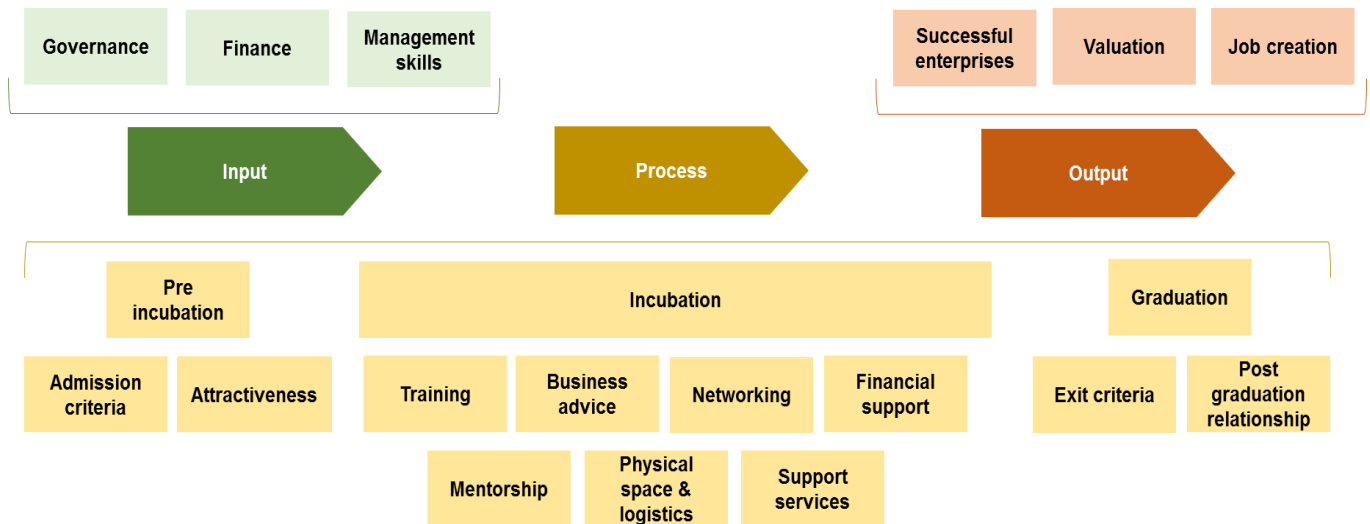 Governance
Finance
Management
skills
Successful
enterprises
Valuation
Job creation
Input
Process
Output
Pre
incubation
Incubation
Graduation
Admission
criteria
Attractiveness
Training
Business
advice
Networking
Financial
support
Exit criteria
Post
graduation
relationship
Mentorship
Physical
space &
logistics
Support
services